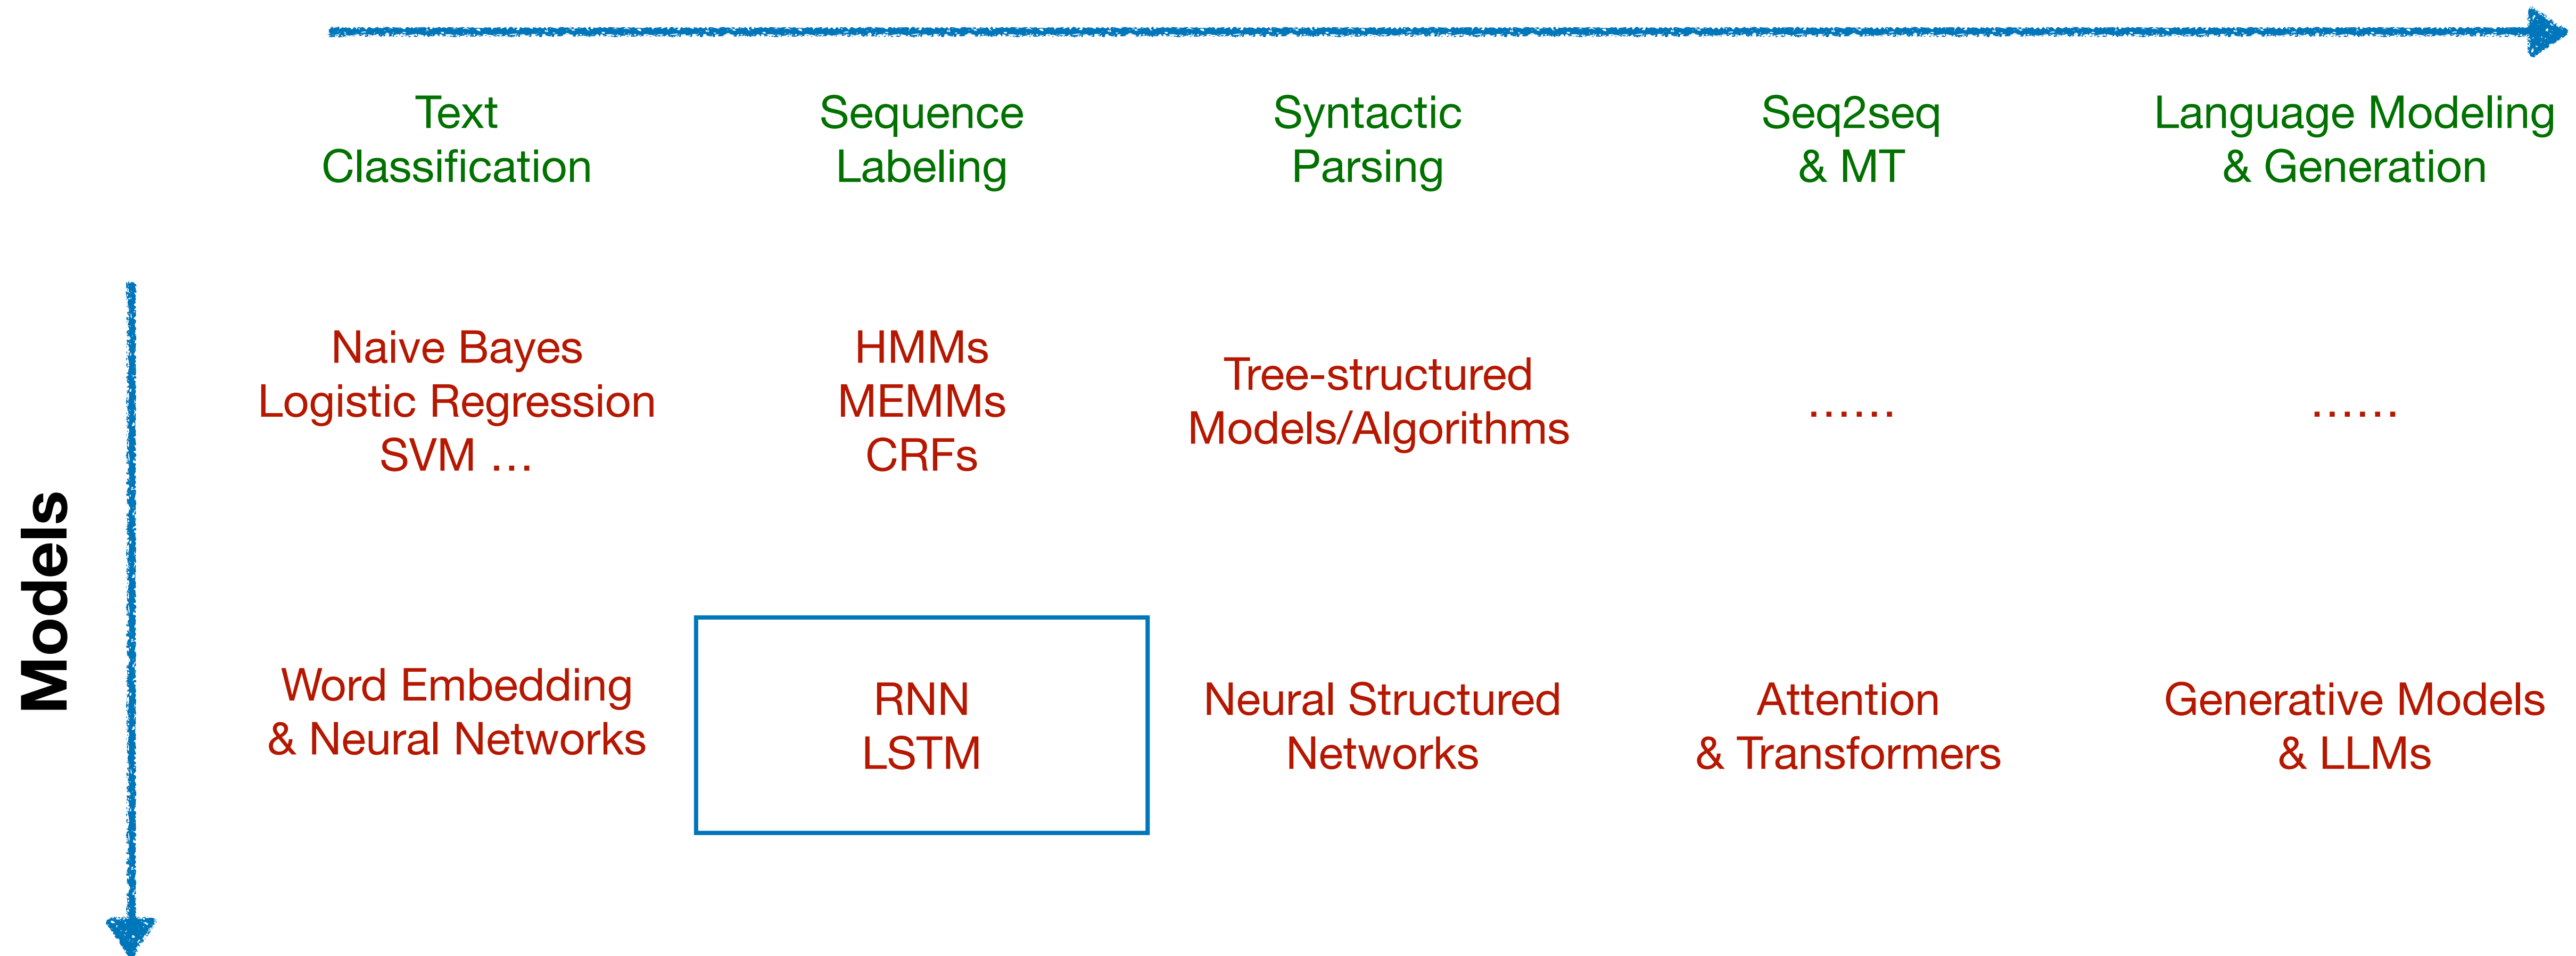 Text
Classification
Sequence
Labeling
Syntactic
Parsing
Seq2seq
& MT
Language Modeling
& Generation
Models
Naive Bayes
Logistic Regression
SVM …
HMMs
MEMMs
CRFs
Tree-structured
Models/Algorithms
……
……
Word Embedding
& Neural Networks
RNN
LSTM
Neural Structured
Networks
Attention
& Transformers
Generative Models
& LLMs